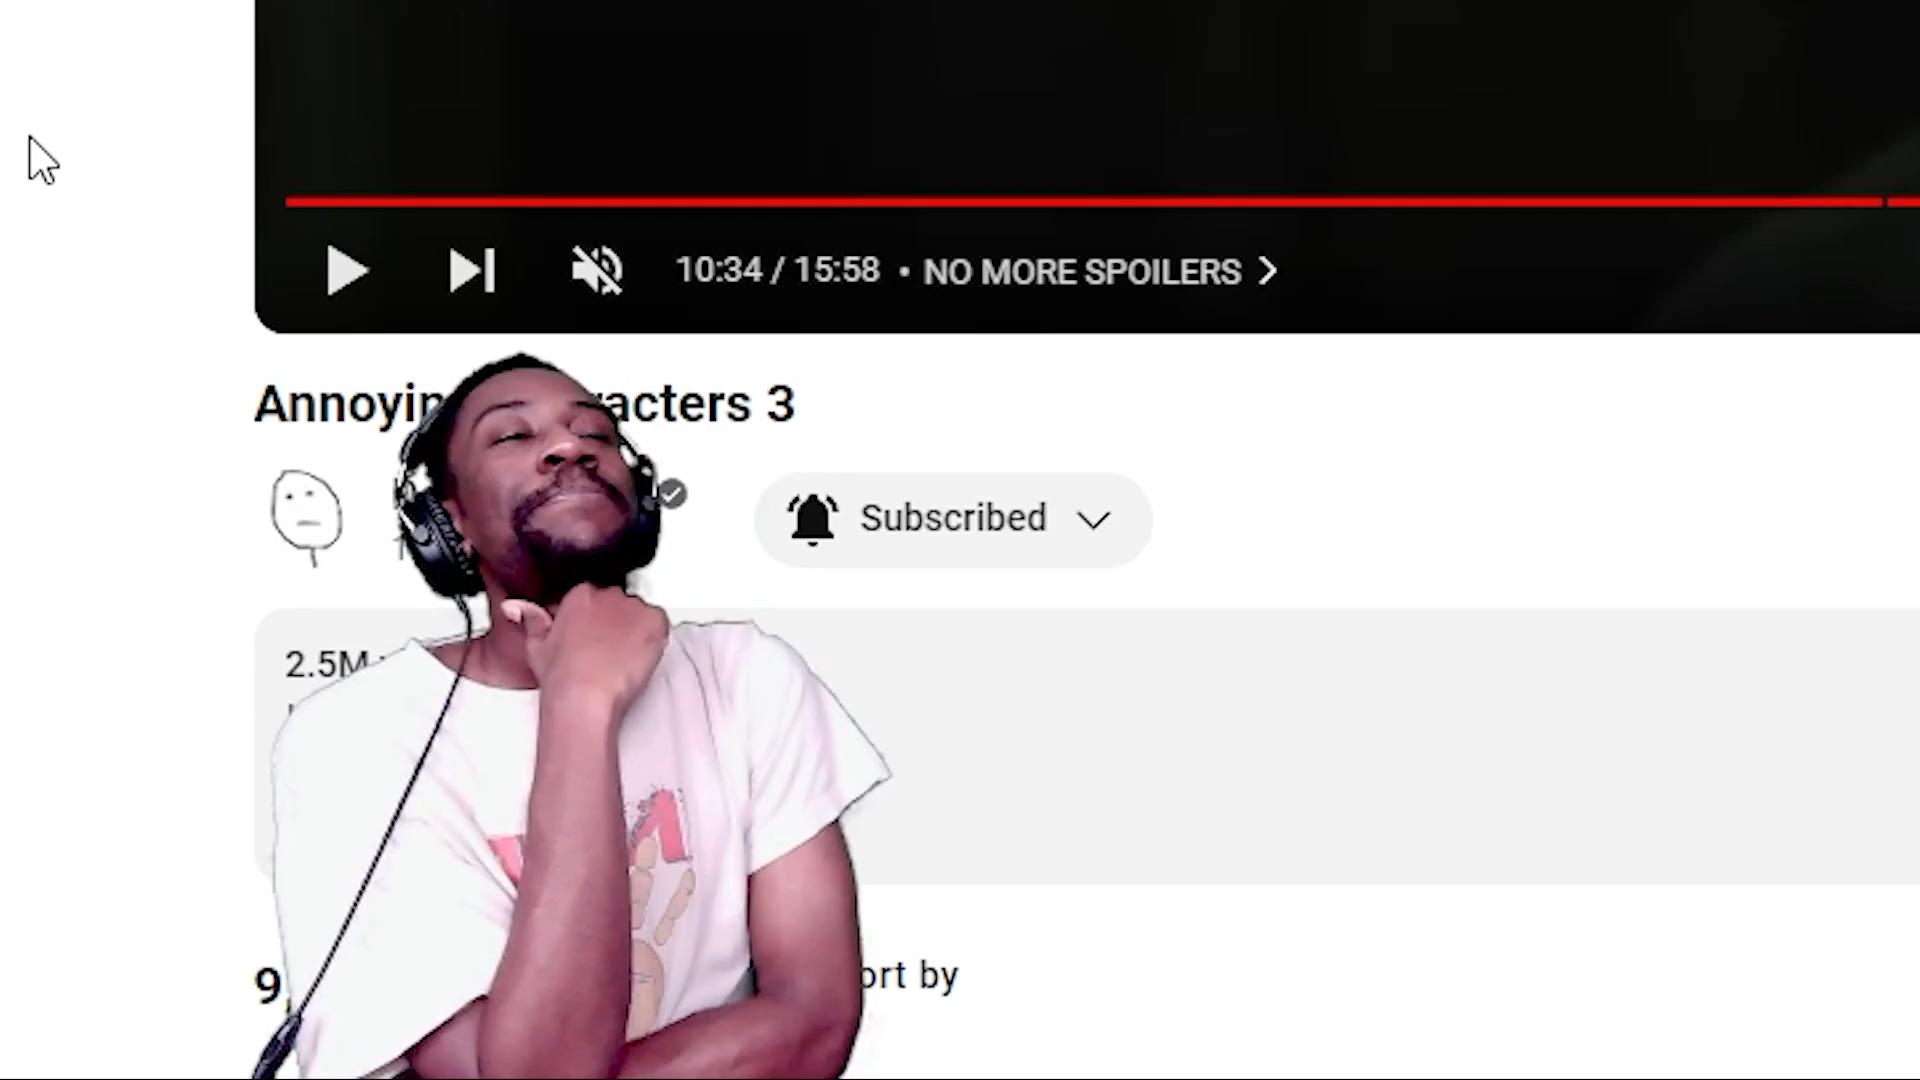 10:34 / 15:58 • NO MORE SPOILERS
Annoyin acters 3
Subscribed
2.5M
9,
ort by